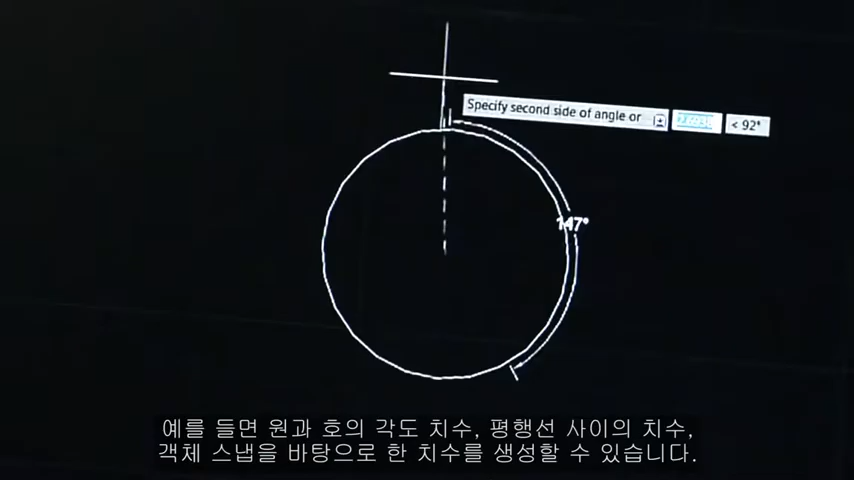 Specify second side of angle or
< 92°
147°
예를 들면 원과 호의 각도 치수, 평행선 사이의 치수,
객체 스냅을 바탕으로 한 치수를 생성할 수 있습니다.